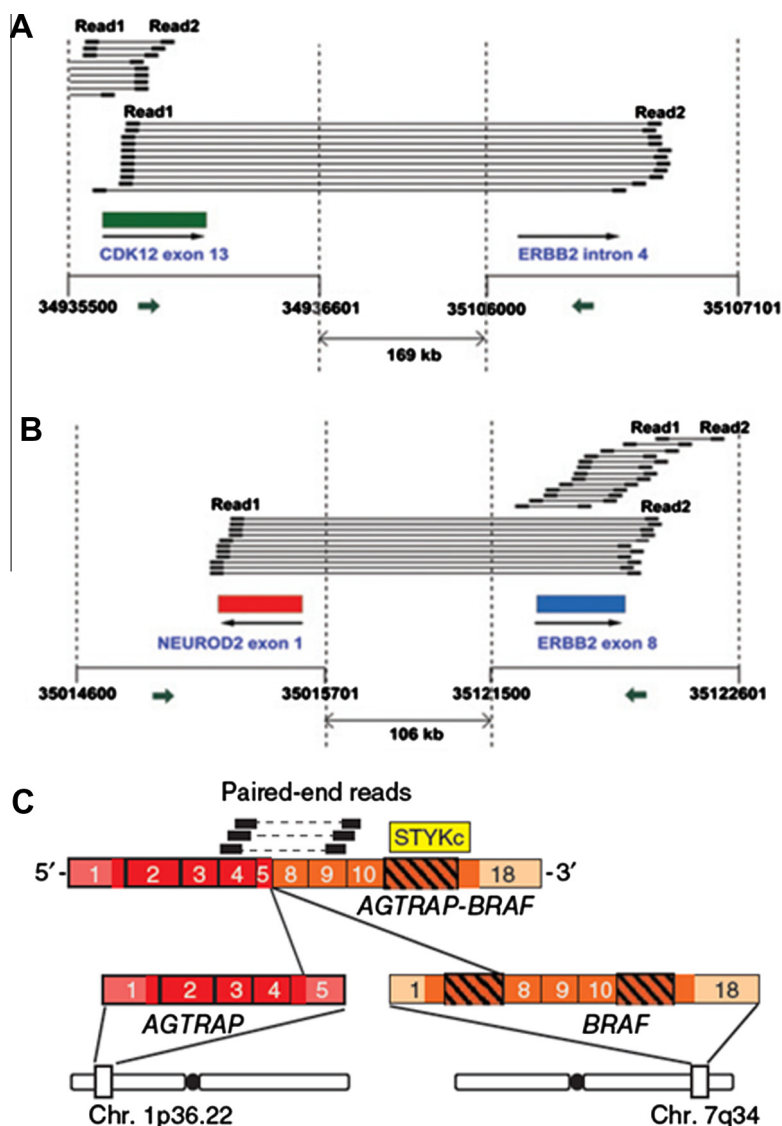 A
Read1 Read2
Read1 Read2
CDK12 exon 13 ERBB2 intron 4
34935500 34936601 35106000 35107101
169 kb
B
Read1 Read2
Read1 Read2
NEUROD2 exon 1 ERBB2 exon 8
35014600 35015701 35121500 35122601
106 kb
C
Paired-end reads
STYKc
5′- 1 2 3 4 5 8 9 10 18 -3′
AGTRAP-BRAF
1 2 3 4 5 1 8 9 10 18
AGTRAP BRAF
Chr. 1p36.22 Chr. 7q34